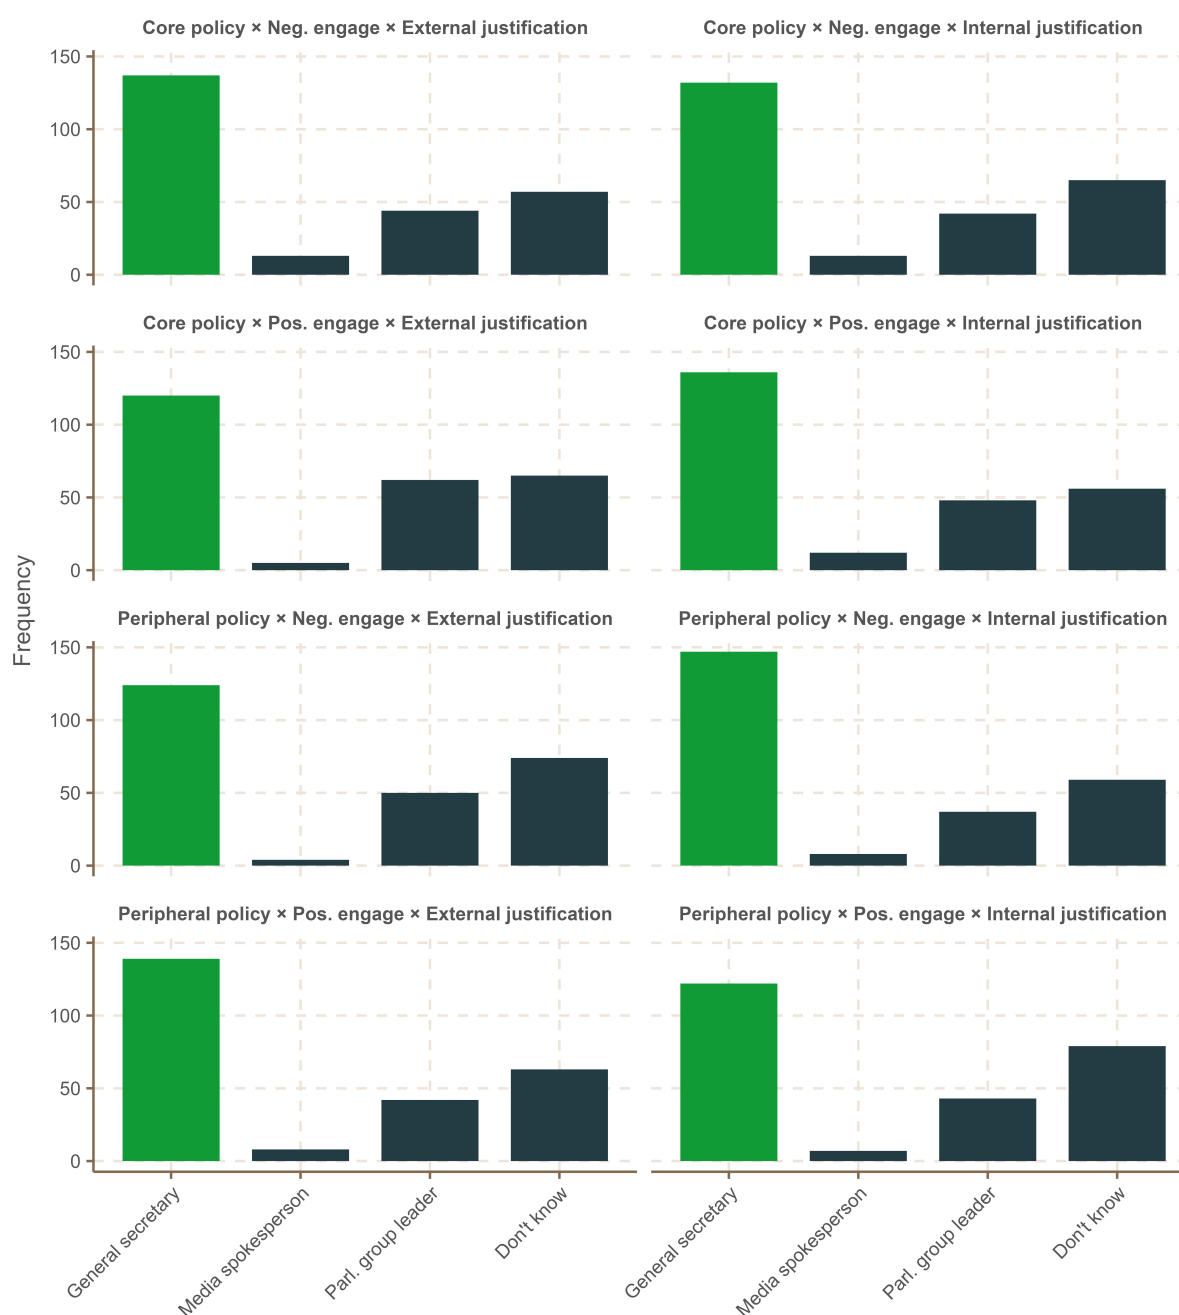 Core policy × Neg. engage × External justification
Core policy × Neg. engage × Internal justification
150
100
50
0
Core policy × Pos. engage × External justification
Core policy × Pos. engage × Internal justification
150
100
50
0
Frequency
Peripheral policy × Neg. engage × External justification
Peripheral policy × Neg. engage × Internal justification
150
100
50
0
Peripheral policy × Pos. engage × External justification
Peripheral policy × Pos. engage × Internal justification
150
100
50
0
General secretary
Media spokesperson
Parl. group leader
Don't know
General secretary
Media spokesperson
Parl. group leader
Don't know